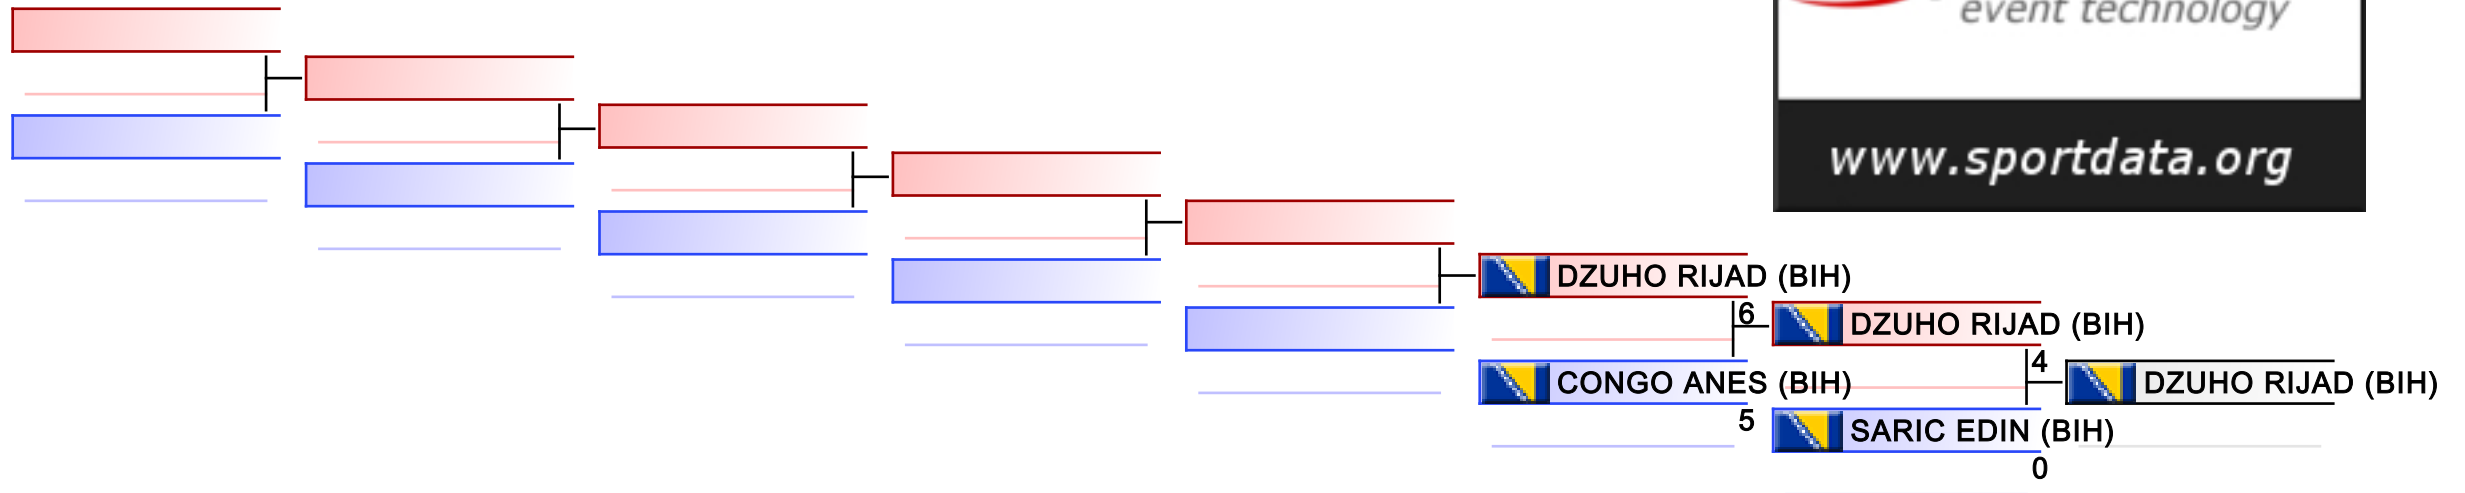 event technology
www.sportdata.org
DZUHO RIJAD (BIH)
6
DZUHO RIJAD (BIH)
4
CONGO ANES (BIH)
DZUHO RIJAD (BIH)
5
SARIC EDIN (BIH)
0